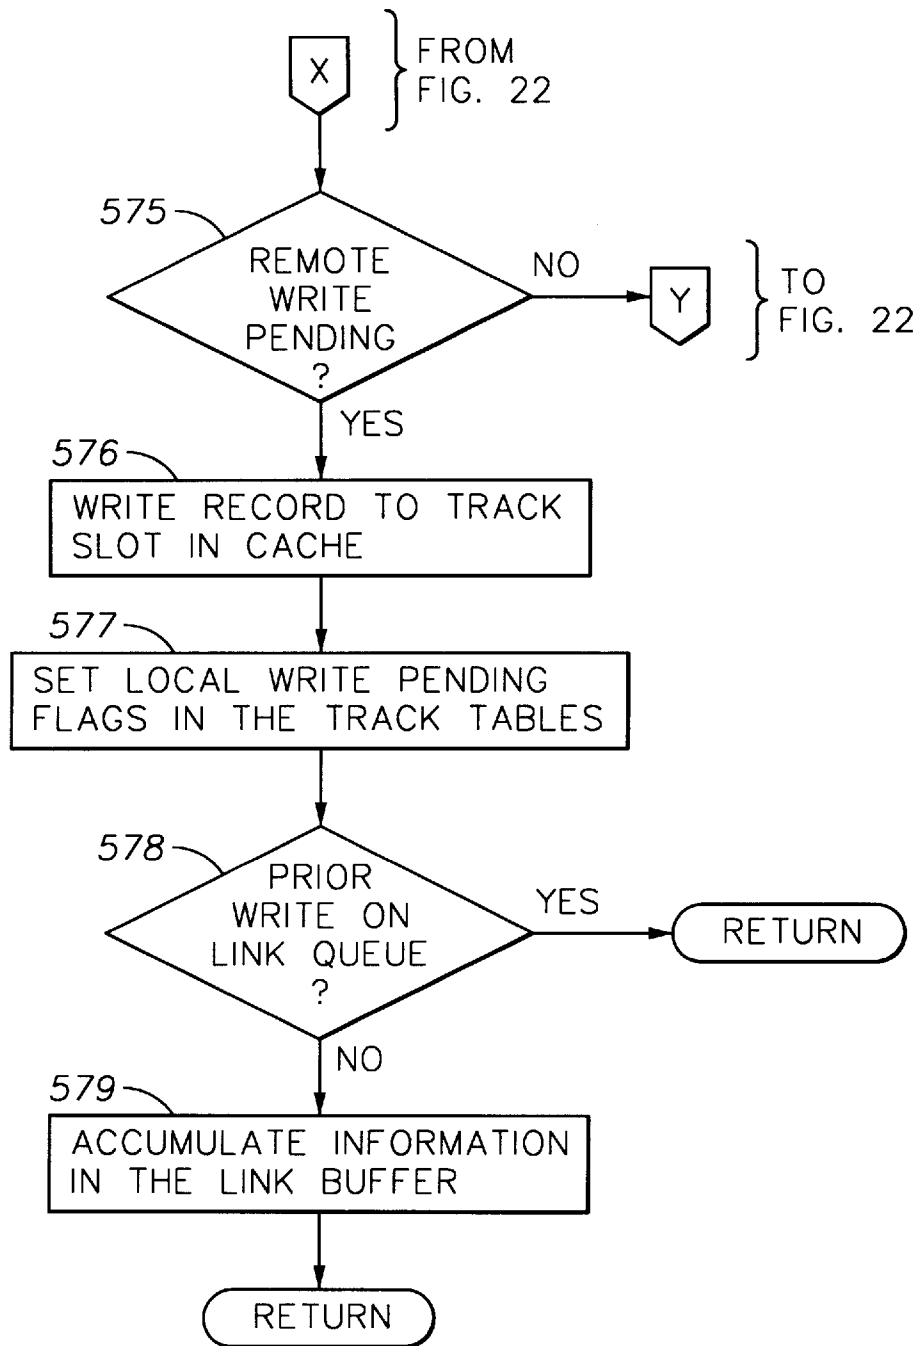 X
FROM
FIG. 22
575
REMOTE
WRITE
PENDING
?
NO
Y
TO
FIG. 22
YES
576
WRITE RECORD TO TRACK
SLOT IN CACHE
577
SET LOCAL WRITE PENDING
FLAGS IN THE TRACK TABLES
578
PRIOR
WRITE ON
LINK QUEUE
?
YES
RETURN
NO
579
ACCUMULATE INFORMATION
IN THE LINK BUFFER
RETURN